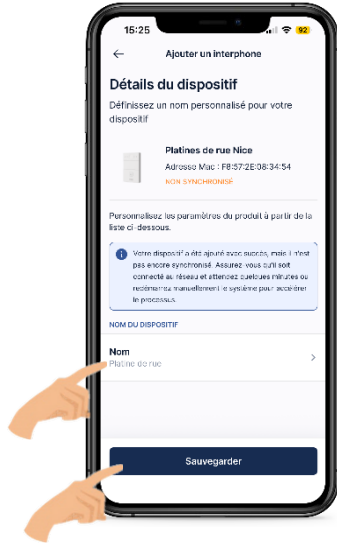 15:25
92
Ajouter un interphone
Détails du dispositif
Définissez un nom personnalisé pour votre
dispositif
Platines de rue Nice
Adresse Mac : F8:57:2E:08:34:54
NON SYNCHRONISÉ
Personnalisez les paramètres du produit à partir de la
liste ci-dessous.
Votre dispositif a été ajouté avec succès, mais il n'est
pas encore synchronisé. Assurez-vous qu'il soit
connecté au réseau et attendez quelques minutes ou
redémarrez manuellement le système pour accélérer
le processus.
NOM DU DISPOSITIF
Nom
Platine de rue
Sauvegarder